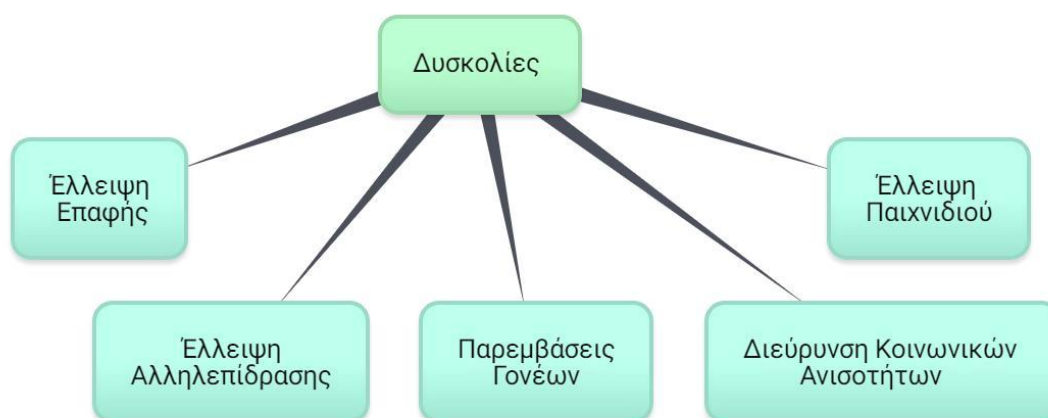 Δυσκολίες
Έλλειψη
Επαφής
Έλλειψη
Παιχνιδιού
Έλλειψη
Αλληλεπίδρασης
Παρεμβάσεις
Γονέων
Διεύρυνση Κοινωνικών
Ανισοτήτων